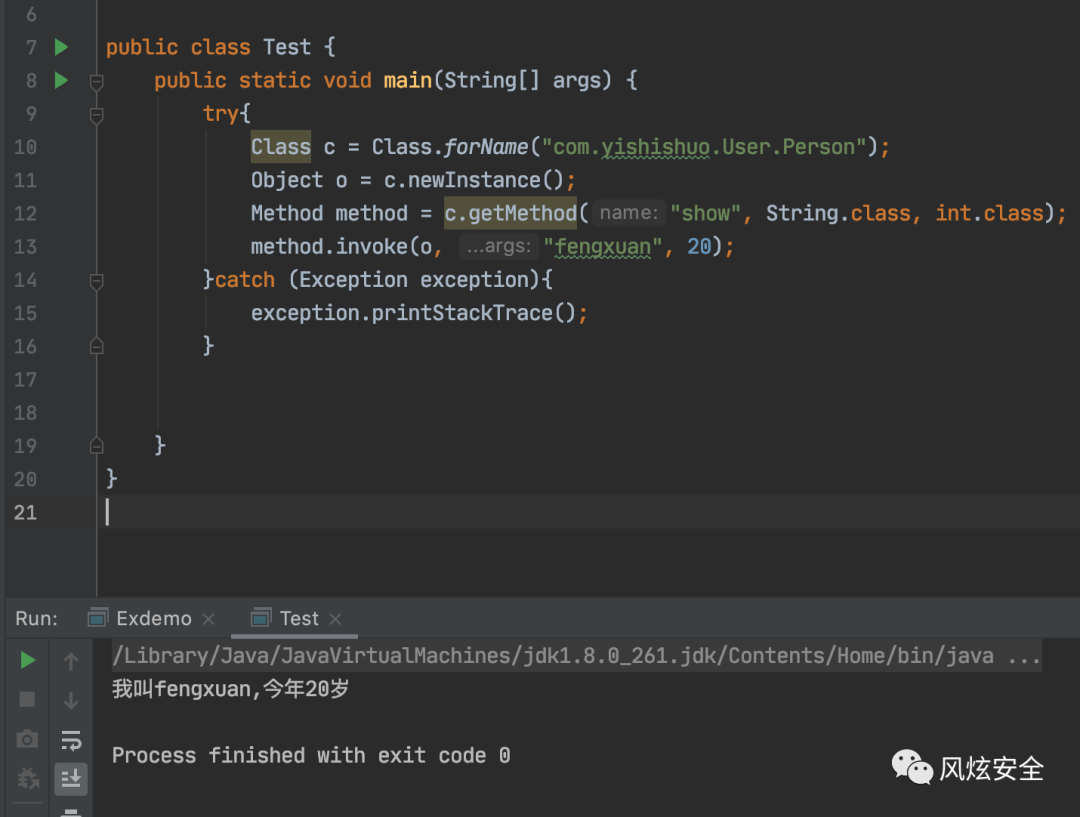 6
7 public class Test {
8 public static void main(String[] args) {
9 try{
10 Class c = Class.forName("com.yishishuo.User.Person");
11 Object o = c.newInstance();
12 Method method = c.getMethod( name: "show", String.class, int.class);
13 method.invoke(o, ...args: "fengxuan", 20);
14 }catch (Exception exception){
15 exception.printStackTrace();
16 }
17
18
19 }
20 }
21
Run: Exdemo × Test ×
/Library/Java/JavaVirtualMachines/jdk1.8.0_261.jdk/Contents/Home/bin/java ...
我叫fengxuan,今年20岁
Process finished with exit code 0
风炫安全